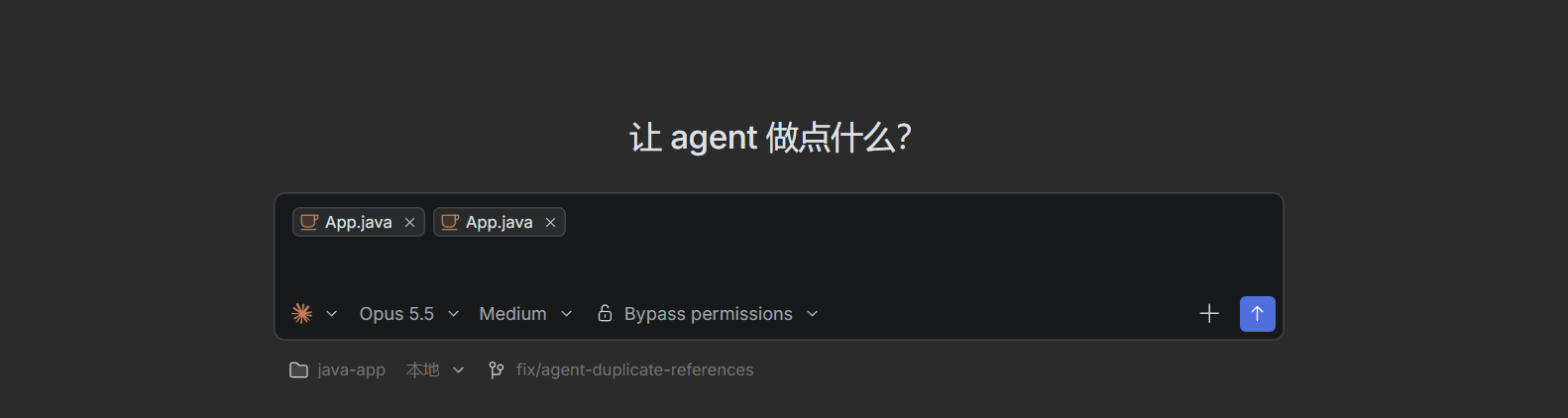 让 agent 做点什么？
App.java App.java
Opus 5.5 Medium Bypass permissions
java-app 本地 fix/agent-duplicate-references